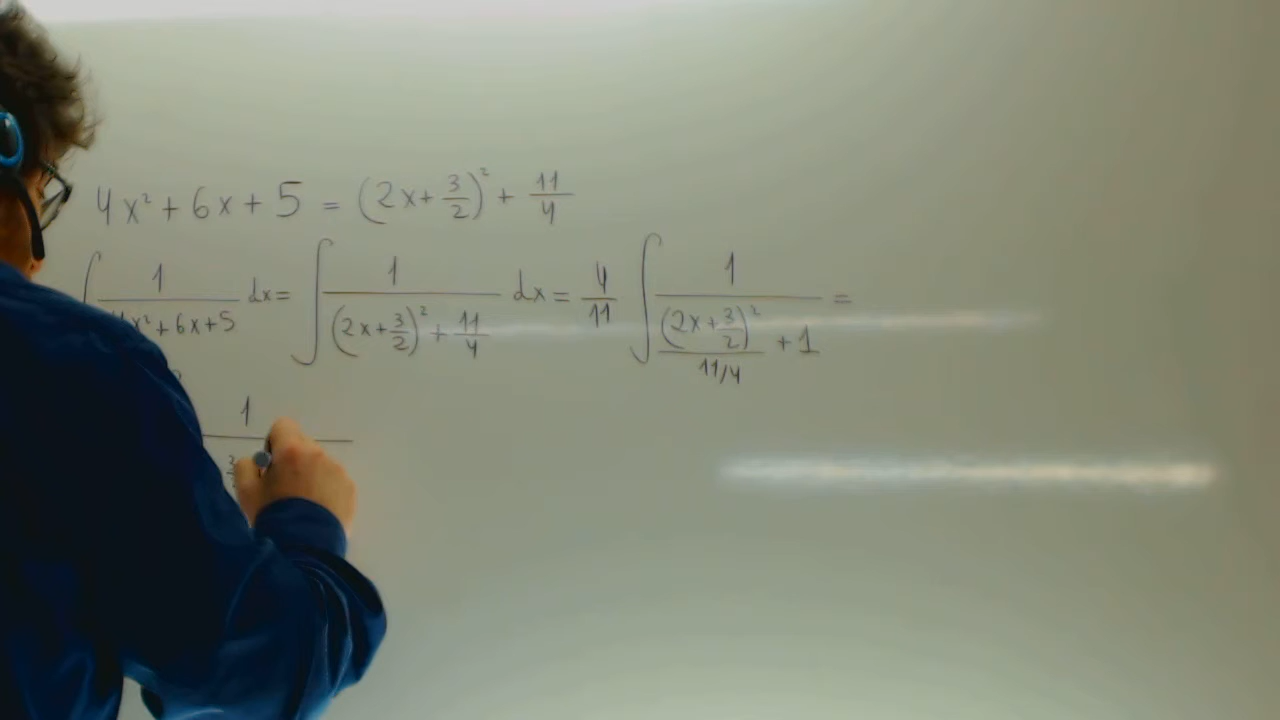 4x² + 6x + 5 = (2x + 3/2)² + 11/4
∫ 1/(4x² + 6x + 5) dx = ∫ 1/((2x + 3/2)² + 11/4) dx = 4/11 ∫ 1/((2x + 3/2)²/(11/4) + 1) =
1